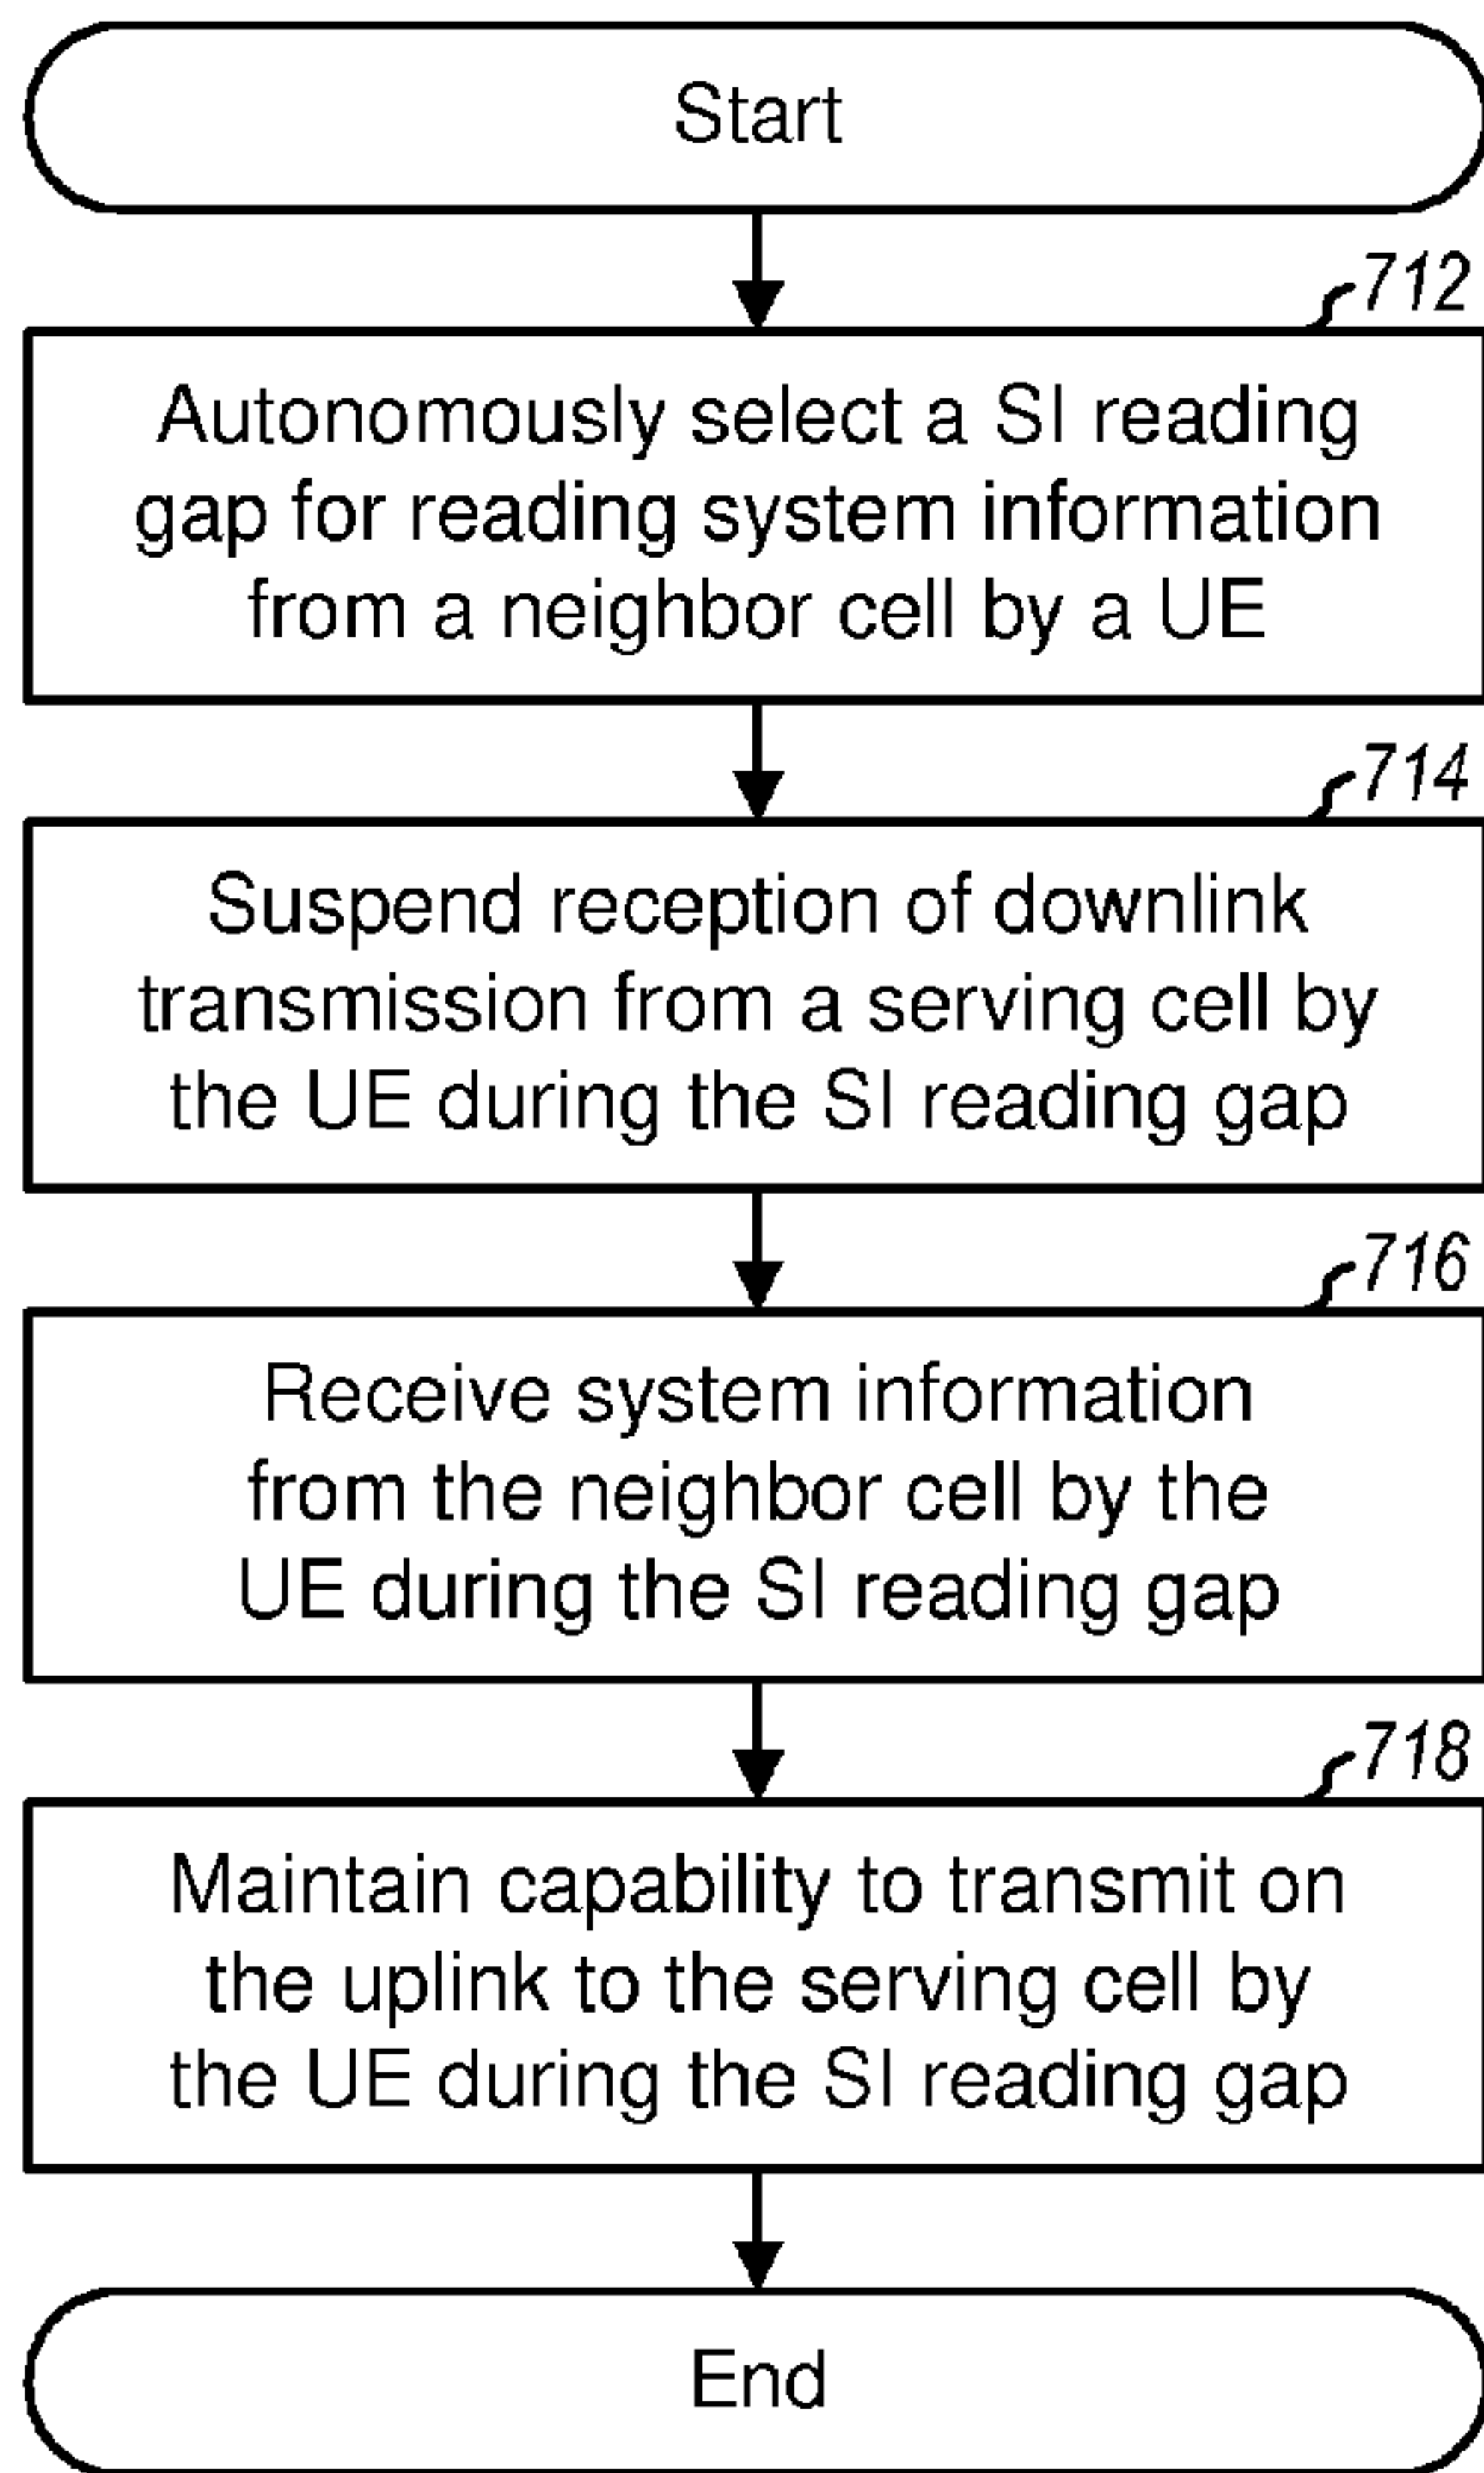 Start
712
Autonomously select a SI reading
gap for reading system information
from a neighbor cell by a UE
714
Suspend reception of downlink
transmission from a serving cell by
the UE during the SI reading gap
716
Receive system information
from the neighbor cell by the
UE during the SI reading gap
718
Maintain capability to transmit on
the uplink to the serving cell by
the UE during the SI reading gap
End